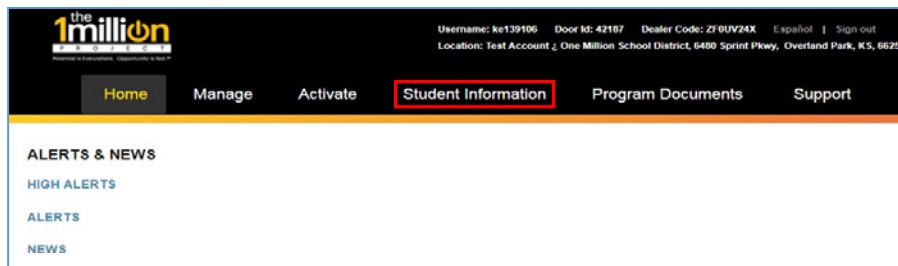 the
1million
PROJECT
Potential is Everywhere. Opportunity is Not.℠
Username: ke139106 Door Id: 42187 Dealer Code: ZF0UV24X Español | Sign out
Location: Test Account ¿ One Million School District, 6480 Sprint Pkwy, Overland Park, KS, 6625
Home Manage Activate Student Information Program Documents Support
ALERTS & NEWS
HIGH ALERTS
ALERTS
NEWS